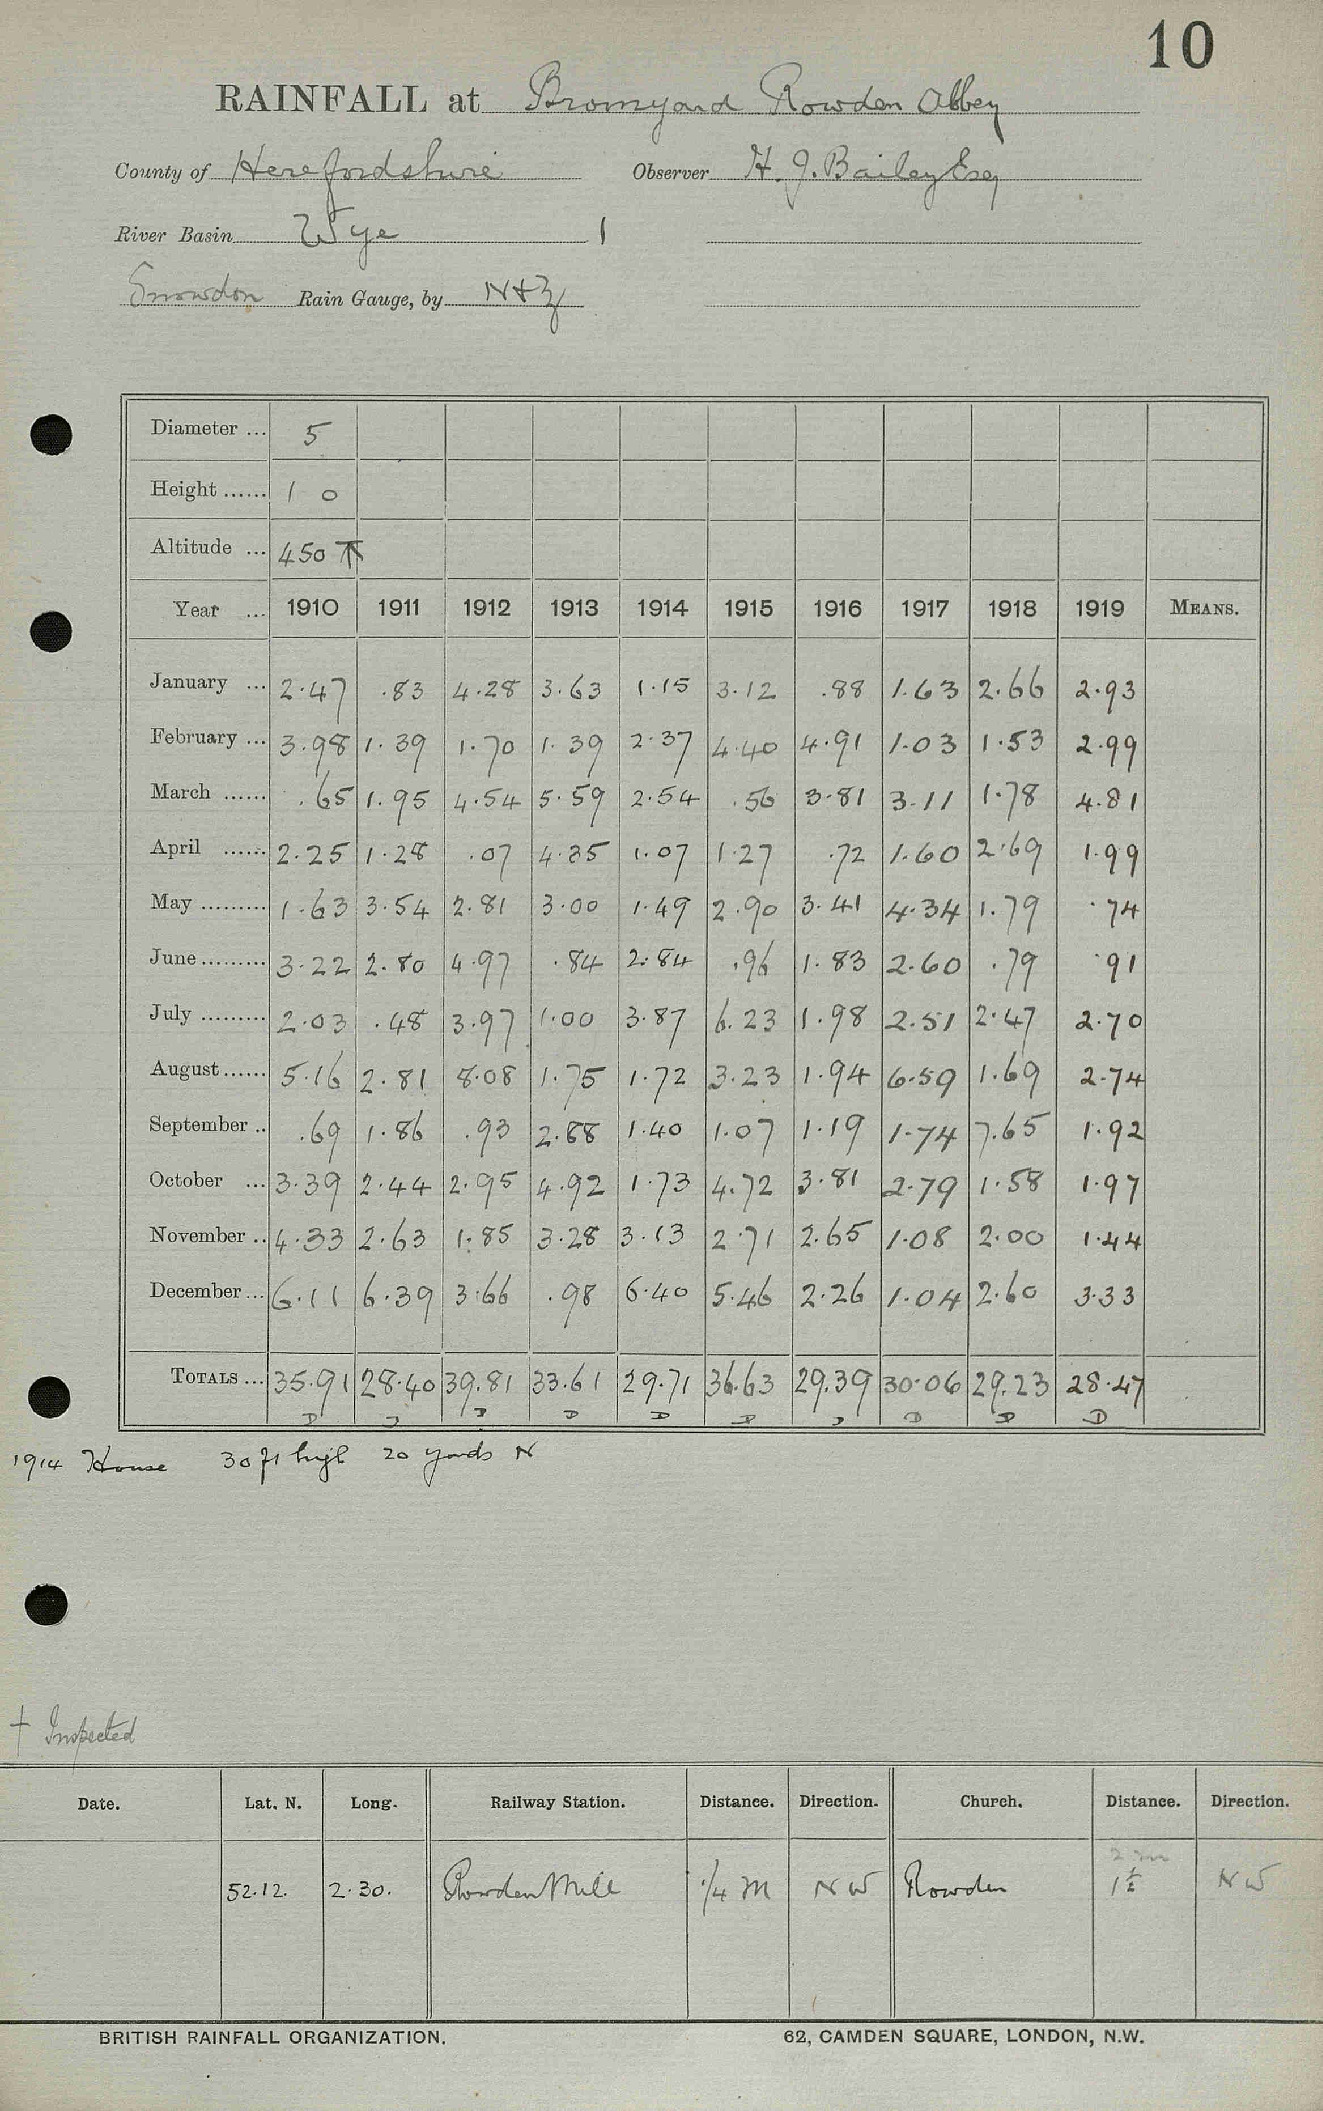 10
RAINFALL at Bromyard Rowden Abbey
County of Herefordshire Observer H. J. Bailey Esq
River Basin Wye 1
Snowdon Rain Gauge, by N & Z
Diameter ... 5
Height ...... 1 0
Altitude ... 450 T
Year ... 1910 1911 1912 1913 1914 1915 1916 1917 1918 1919 MEANS.
January ... 2.47 .83 4.28 3.63 1.15 3.12 .88 1.63 2.66 2.93
February ... 3.98 1.39 1.70 1.39 2.37 4.40 4.91 1.03 1.53 2.99
March ...... .65 1.95 4.54 5.59 2.54 .56 3.81 3.11 1.78 4.81
April ...... 2.25 1.28 .07 4.35 1.07 1.27 .72 1.60 2.69 1.99
May ......... 1.63 3.54 2.81 3.00 1.49 2.90 3.41 4.34 1.79 .74
June ......... 3.22 2.80 4.97 .84 2.84 .96 1.83 2.60 .79 .91
July ......... 2.03 .48 3.97 1.00 3.87 6.23 1.98 2.51 2.47 2.70
August ...... 5.16 2.81 8.08 1.75 1.72 3.23 1.94 6.59 1.69 2.74
September .. .69 1.86 .93 2.88 1.40 1.07 1.19 1.74 7.65 1.92
October ... 3.39 2.44 2.95 4.92 1.73 4.72 3.81 2.79 1.58 1.97
November .. 4.33 2.63 1.85 3.28 3.13 2.71 2.65 1.08 2.00 1.44
December ... 6.11 6.39 3.66 .98 6.40 5.46 2.26 1.04 2.60 3.33
TOTALS ... 35.91 28.40 39.81 33.61 29.71 36.63 29.39 30.06 29.23 28.47
D D D D D D D D D D
1914 House 30 ft high 20 yards N
† Inspected
Date. Lat. N. Long. Railway Station. Distance. Direction. Church. Distance. Direction.
2 m
52.12. 2.30. Rowden Mill 1/4 M N W Rowden 1½ N W
BRITISH RAINFALL ORGANIZATION. 62, CAMDEN SQUARE, LONDON, N.W.